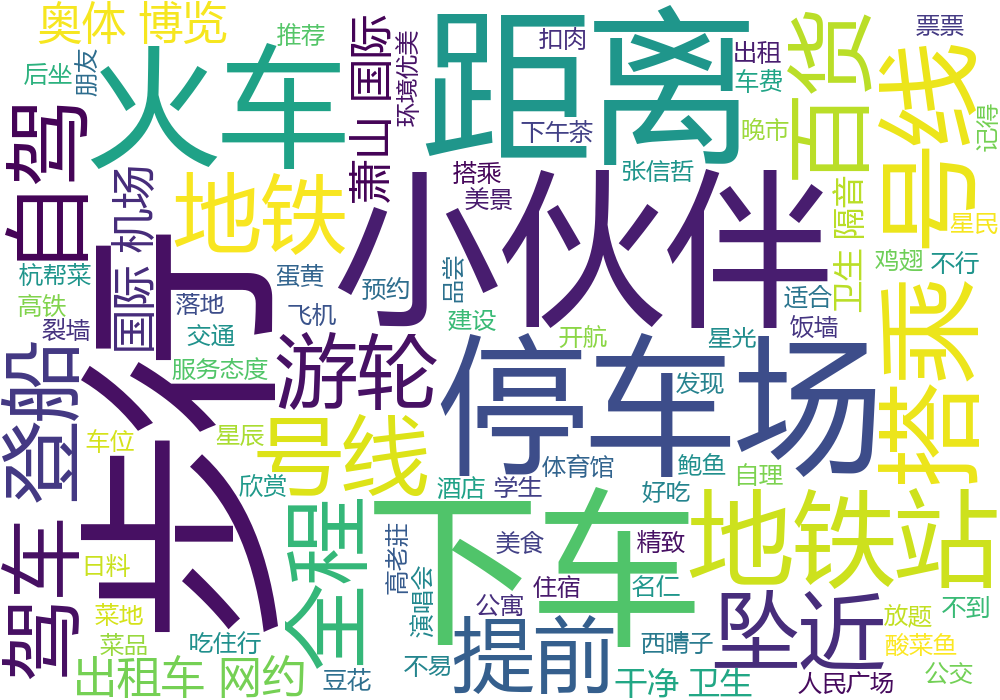 奥体 博览
推荐
后坐
朋友
火车
萧山 国际
环境优美
距离
扣肉
出租
车费
百货
票票
号线
记得
自驾
国际 机场
地铁
下午茶
张信哲
晚市
搭乘
美景
小伙伴
隔音
卫生
星民
鸡翅
不行
杭帮菜
高铁
裂墙
步行
落地
交通
蛋黄
飞机
预约
品尝
建设
开航
星光
适合
饭墙
登船
服务态度
游轮
停车场
发现
搭乘
车位
星辰
号线
欣赏
酒店
学生
体育馆
好吃
鲍鱼
自理
驾车
日料
菜地
菜品
吃住行
全程
高老莊
演唱会
下车
美食
精致
地铁站
住宿
名仁
公寓
提前
西晴子
坠近
放题
不到
酸菜鱼
公交
出租车 网约
豆花
不易
干净 卫生
人民广场